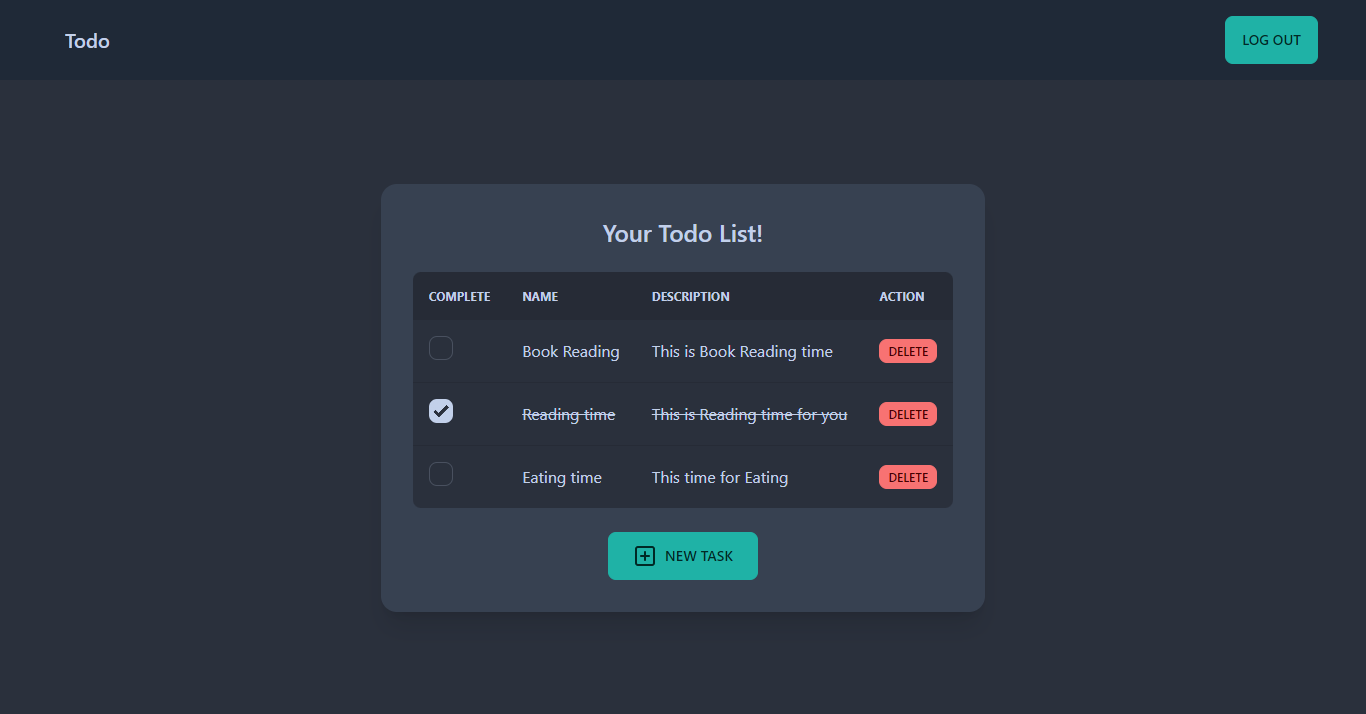 Todo
LOG OUT
Your Todo List!
COMPLETE NAME DESCRIPTION ACTION
Book Reading This is Book Reading time DELETE
Reading time This is Reading time for you DELETE
Eating time This time for Eating DELETE
NEW TASK